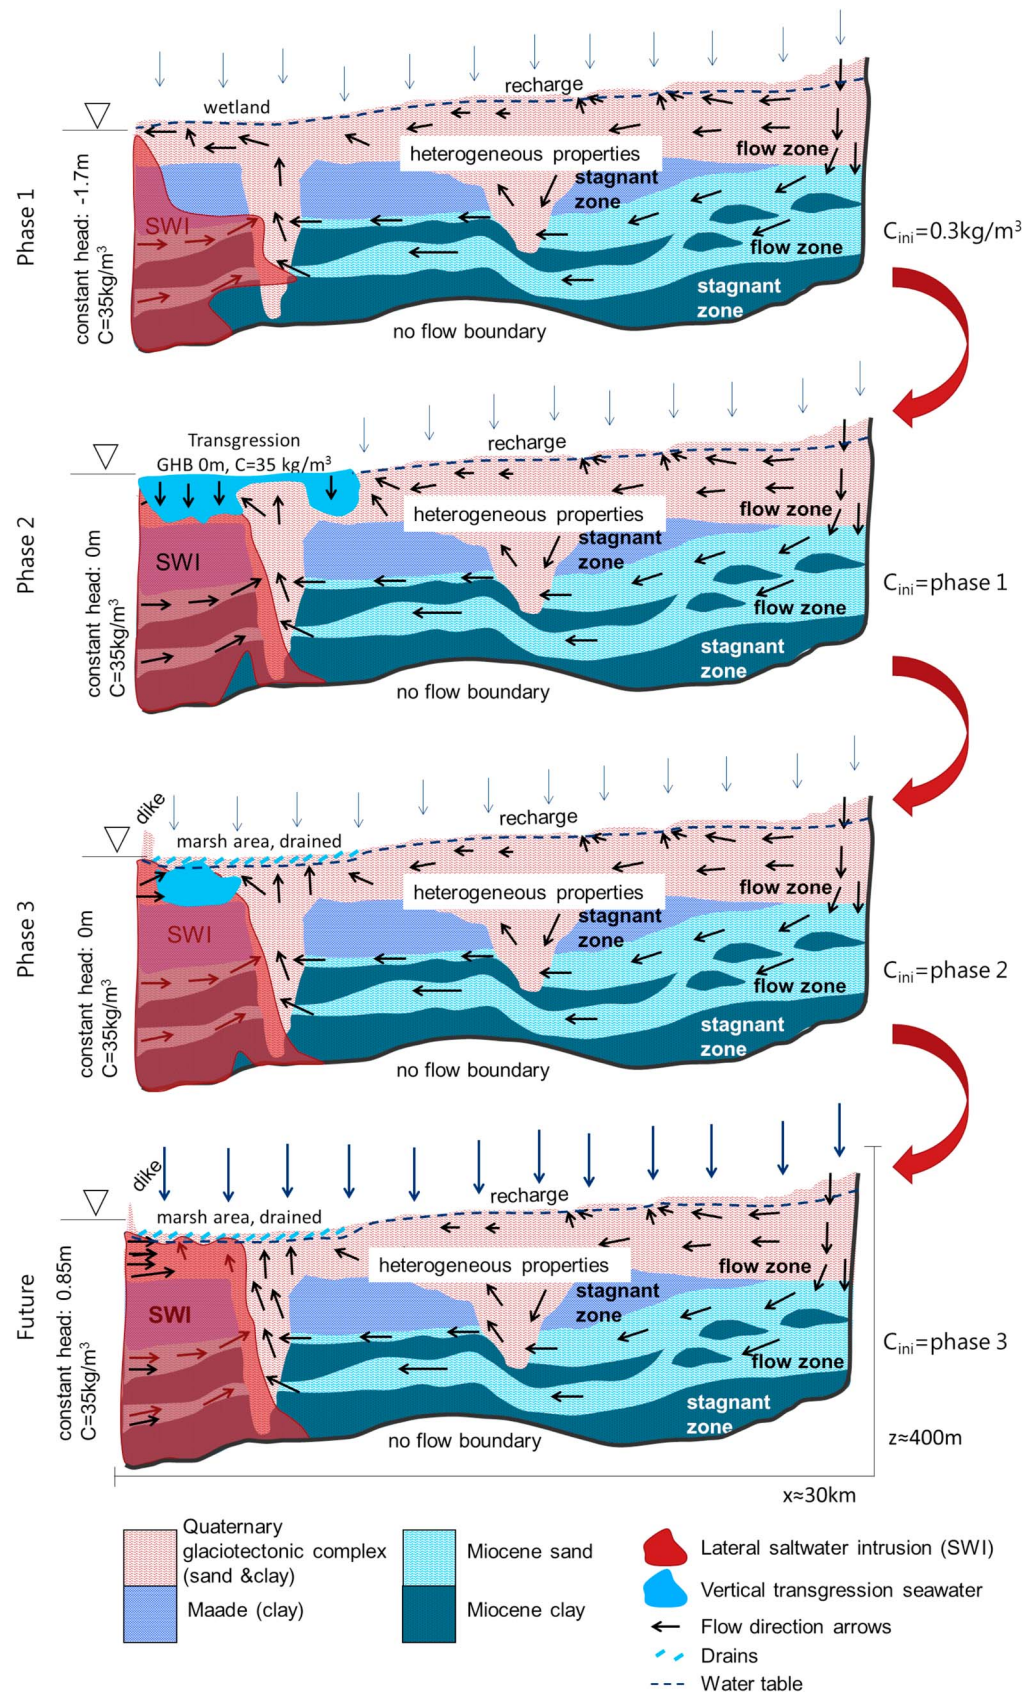 Phase 1
constant head: -1.7m
C=35kg/m³
wetland
recharge
heterogeneous properties
flow zone
stagnant
zone
SWI
flow zone
stagnant
zone
no flow boundary
Cini=0.3kg/m³
Phase 2
constant head: 0m
C=35kg/m³
Transgression
GHB 0m, C=35 kg/m³
recharge
heterogeneous properties
flow zone
stagnant
zone
SWI
flow zone
stagnant
zone
no flow boundary
Cini=phase 1
Phase 3
constant head: 0m
C=35kg/m³
dike
marsh area, drained
recharge
heterogeneous properties
flow zone
stagnant
zone
SWI
flow zone
stagnant
zone
no flow boundary
Cini=phase 2
Future
constant head: 0.85m
C=35kg/m³
dike
marsh area, drained
recharge
heterogeneous properties
flow zone
stagnant
zone
SWI
flow zone
stagnant
zone
no flow boundary
Cini=phase 3
z≈400m
x≈30km
Quaternary
glaciotectonic complex
(sand &clay)
Maade (clay)
Miocene sand
Miocene clay
Lateral saltwater intrusion (SWI)
Vertical transgression seawater
Flow direction arrows
Drains
Water table